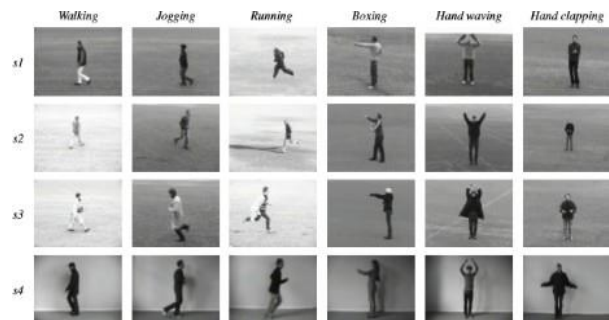 Walking Jogging Running Boxing Hand waving Hand clapping
s1
s2
s3
s4